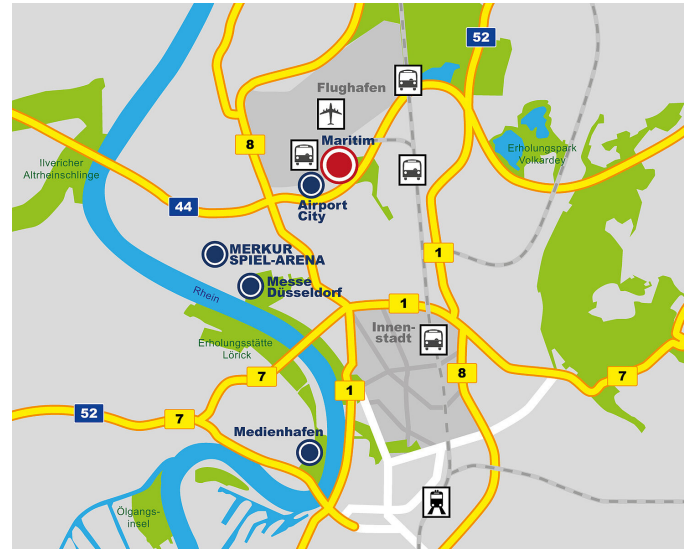 52
Flughafen
8
Maritim
Erholungspark
Volkardey
Ilvericher
Altrheinschlinge
Airport
City
44
MERKUR
SPIEL-ARENA
1
Messe
Düsseldorf
Rhein
1
Innen-
stadt
Erholungsstätte
Lörick
7
1
8
7
52
7
Medienhafen
Ölgangs-
insel